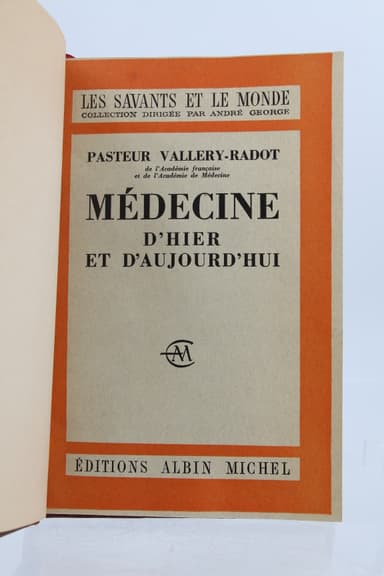 LES SAVANTS ET LE MONDE
COLLECTION DIRIGÉE PAR ANDRÉ GEORGE
PASTEUR VALLERY-RADOT
de l'Académie française
et de l'Académie de Médecine
MÉDECINE
D'HIER
ET D'AUJOURD'HUI
AM
ÉDITIONS ALBIN MICHEL